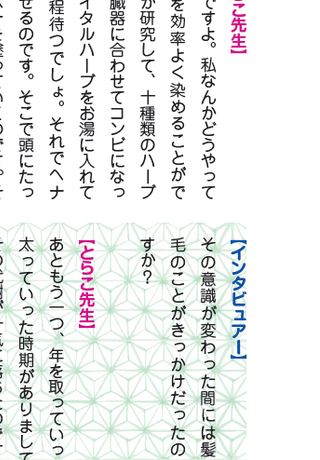 こ先生】
ですよ。私なんかどうやって
を効率よく染めることがで
が研究して、十種類のハーブ
臓器に合わせてコンビになっ
イタルハーブをお湯に入れて
程待つでしょ。それでヘナ
せるのです。そこで頭にたっ
【インタビュアー】
その意識が変わった間には髪
毛のことがきっかけだったの
すか？
【とらこ先生】
あともう一つ、年を取っていっ
太っていった時期がありまして